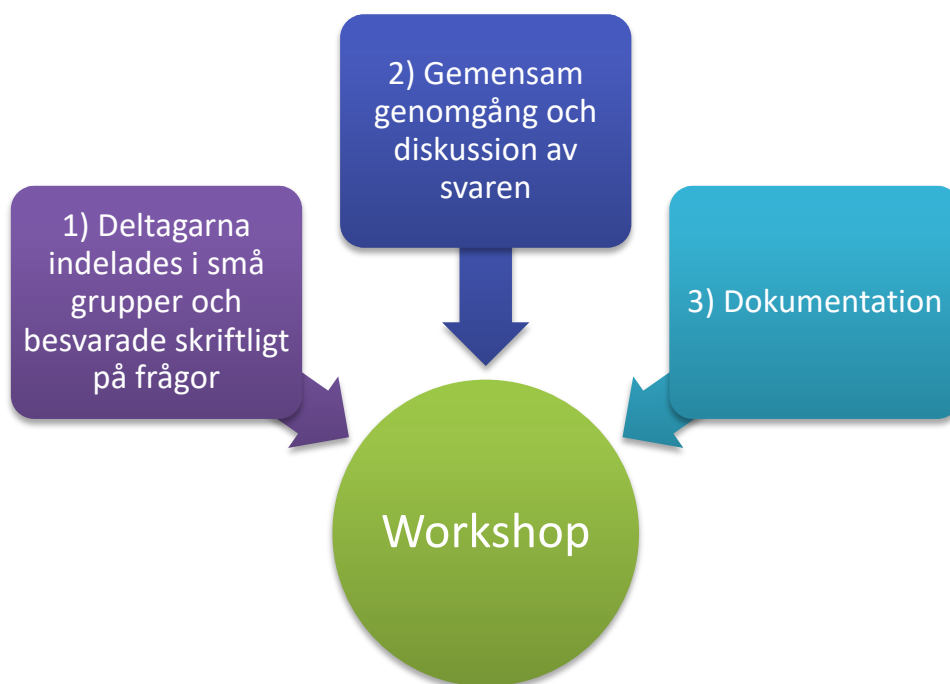 1) Deltagarna
indelades i små
grupper och
besvarade skriftligt
på frågor
2) Gemensam
genomgång och
diskussion av
svaren
3) Dokumentation
Workshop